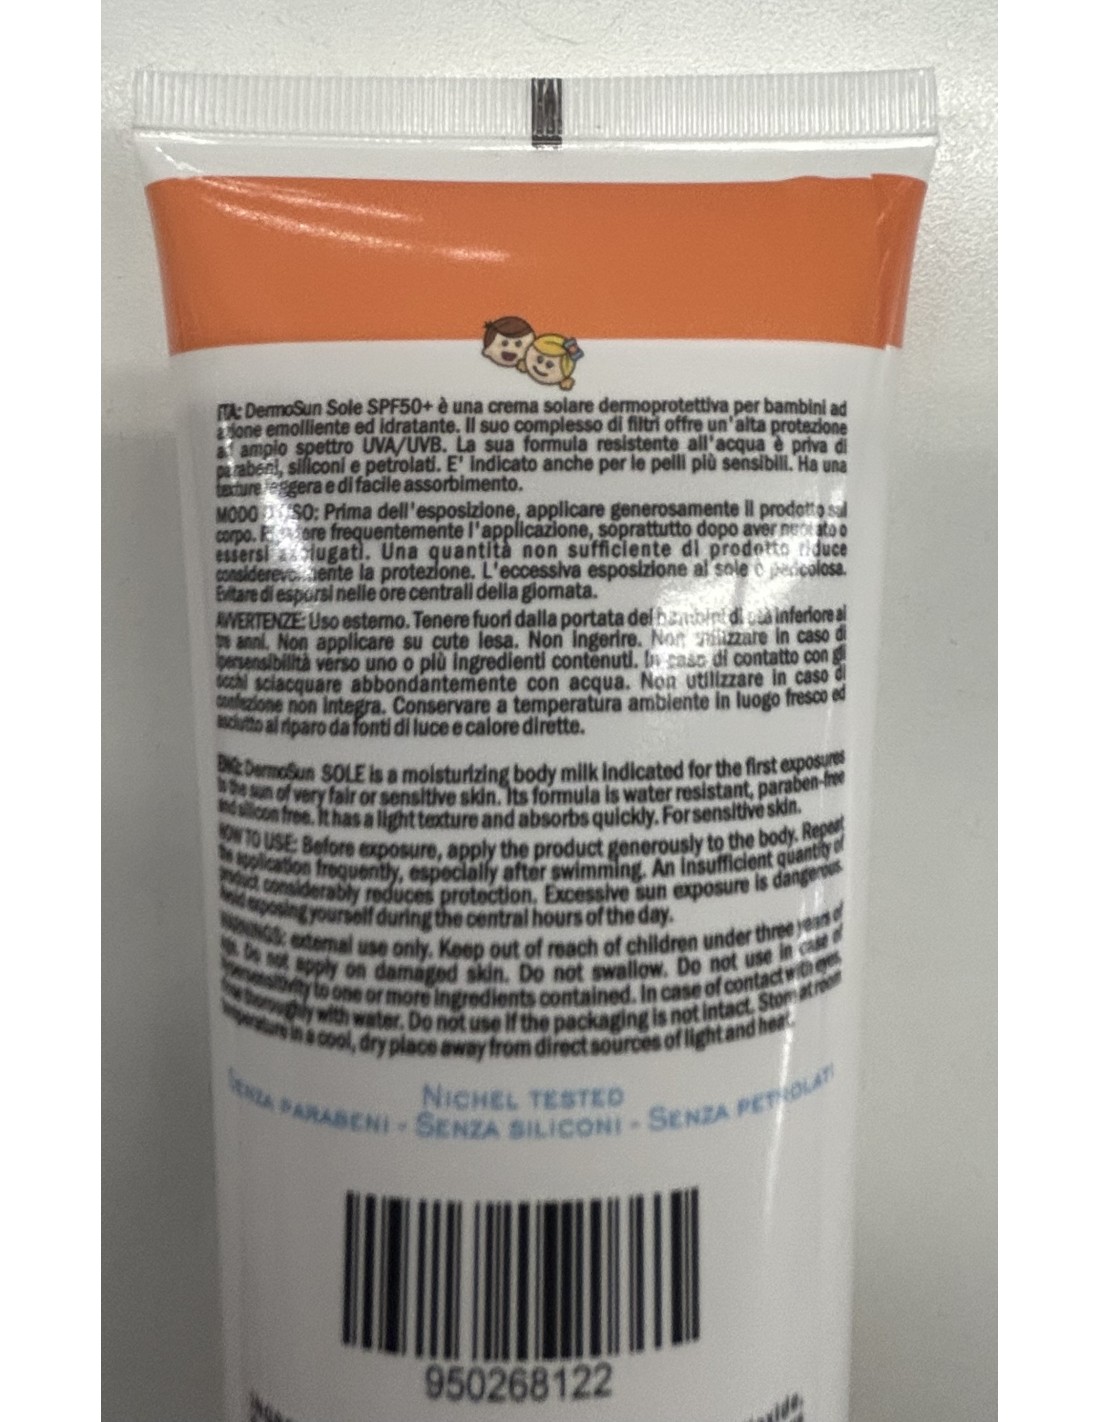 ITA: DermoSun Sole SPF50+ è una crema solare dermoprotettiva per bambini ad
azione emolliente ed idratante. Il suo complesso di filtri offre un'alta protezione
ad ampio spettro UVA/UVB. La sua formula resistente all'acqua è priva di
parabeni, siliconi e petrolati. E' indicato anche per le pelli più sensibili. Ha una
texture leggera e di facile assorbimento.
MODO D'USO: Prima dell'esposizione, applicare generosamente il prodotto sul
corpo. frequentemente l'applicazione, soprattutto dopo aver nuotato o
essersi asciugati. Una quantità non sufficiente di prodotto riduce
considerevolmente la protezione. L'eccessiva esposizione al sole è pericolosa.
Evitare di esporsi nelle ore centrali della giornata.
AVVERTENZE: Uso esterno. Tenere fuori dalla portata dei bambini di età inferiore ai
tre anni. Non applicare su cute lesa. Non ingerire. Non utilizzare in caso di
ipersensibilità verso uno o più ingredienti contenuti. In caso di contatto con gli
occhi sciacquare abbondantemente con acqua. Non utilizzare in caso di
confezione non integra. Conservare a temperatura ambiente in luogo fresco ed
asciutto al riparo da fonti di luce e calore dirette.
ENG: DermoSun SOLE is a moisturizing body milk indicated for the first exposures
to the sun of very fair or sensitive skin. Its formula is water resistant, paraben-free
and silicon free. It has a light texture and absorbs quickly. For sensitive skin.
HOW TO USE: Before exposure, apply the product generously to the body. Repeat
the application frequently, especially after swimming. An insufficient quantity of
product considerably reduces protection. Excessive sun exposure is dangerous.
Avoid exposing yourself during the central hours of the day.
WARNINGS: external use only. Keep out of reach of children under three years of
age. Do not apply on damaged skin. Do not swallow. Do not use in case of
hypersensitivity to one or more ingredients contained. In case of contact with eyes,
rinse thoroughly with water. Do not use if the packaging is not intact. Store at room
temperature in a cool, dry place away from direct sources of light and heat.
NICHEL TESTED
SENZA PARABENI - SENZA SILICONI - SENZA PETROLATI
950268122